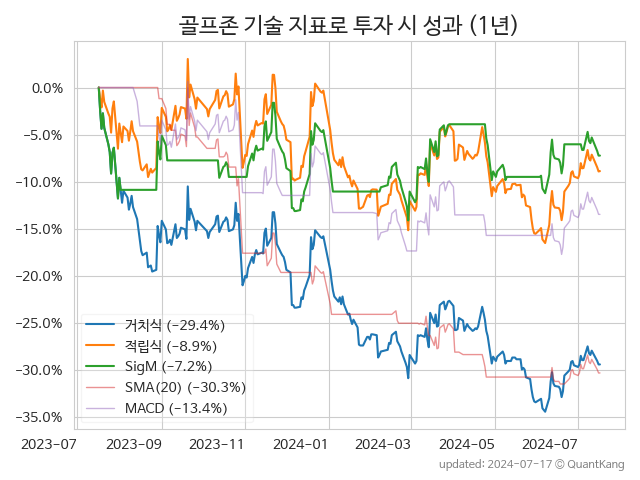 골프존 기술 지표로 투자 시 성과 (1년)
0.0%
−5.0%
−10.0%
−15.0%
−20.0%
−25.0%
−30.0%
−35.0%
거치식 (−29.4%)
적립식 (−8.9%)
SigM (−7.2%)
SMA(20) (−30.3%)
MACD (−13.4%)
2023−07 2023−09 2023−11 2024−01 2024−03 2024−05 2024−07
updated: 2024−07−17 © QuantKang